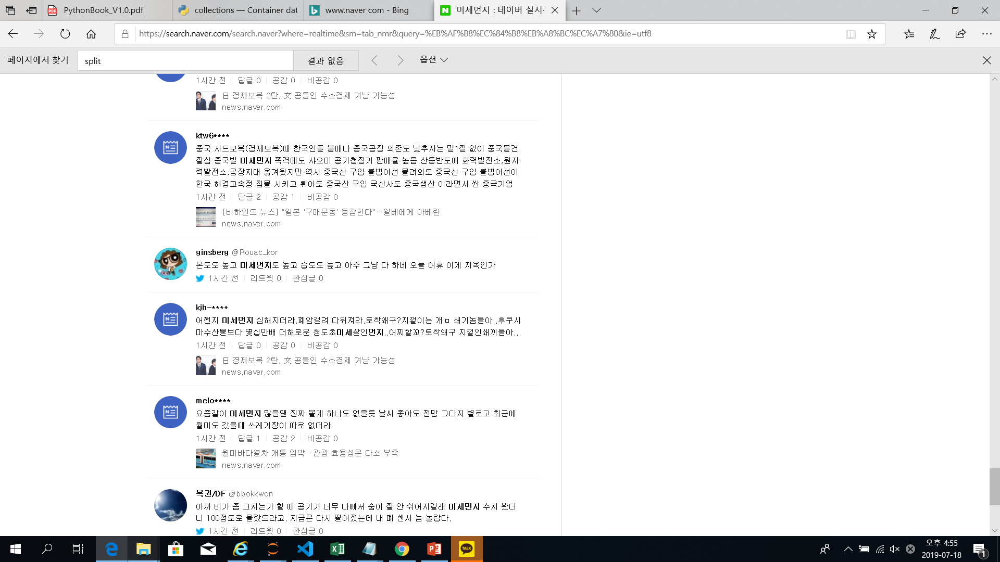 PythonBook_V1.0.pdf
collections — Container dat
www.naver com - Bing
미세먼지 : 네이버 실시간
https://search.naver.com/search.naver?where=realtime&sm=tab_nmr&query=%EB%AF%B8%EC%84%B8%EB%A8%BC%EC%A7%80&ie=utf8
페이지에서 찾기
split
결과 없음
옵션
1시간 전 답글 0 공감 0 비공감 0
日 경제보복 2탄, 文 공들인 수소경제 겨냥 가능성
news.naver.com
ktw6****
중국 사드보복(경제보복)때 한국인들 불매나 중국공장 의존도 낮추자는 말1절 없이 중국물건
잘삼 중국발 미세먼지 폭격에도 샤오미 공기청정기 판매율 높음.산둥반도에 화력발전소,원자
력발전소,공장지대 옮겨웠지만 역시 중국산 구입 불법어선 몰려와도 중국산 구입 불법어선이
한국 해경고속정 침몰 시키고 튀어도 중국산 구입 국산사도 중국생산 이라면서 싼 중국기업
1시간 전 답글 2 공감 1 비공감 0
[비하인드 뉴스] "일본 '구매운동' 동참한다"…일베에게 아베란
news.naver.com
ginsberg @Rouac_kor
온도도 높고 미세먼지도 높고 습도도 높고 아주 그냥 다 하네 오늘 어휴 이게 지옥인가
1시간 전 리트윗 0 관심글 0
kjh-****
어쩐지 미세먼지 심해지더라.폐암걸려 다뒤져라.토착왜구?지껄이는 개ㅁ 쇄기놈들아..후쿠시
마수산물보다 몇십만배 더해로운 청도초미세살인먼지..어찌할꼬?토착왜구 지껄인쇄끼들아...
1시간 전 답글 0 공감 0 비공감 0
日 경제보복 2탄, 文 공들인 수소경제 겨냥 가능성
news.naver.com
melo****
요즘같이 미세먼지 많을땐 진짜 볼게 하나도 없을듯 날씨 좋아도 전망 그다지 별로고 최근에
월미도 갔을때 쓰레기장이 따로 없더라
1시간 전 답글 1 공감 2 비공감 0
월미바다열차 개통 임박…관광 효용성은 다소 부족
news.naver.com
복권/DF @bbokkwon
아까 비가 좀 그치는가 할 때 공기가 너무 나빠서 숨이 잘 안 쉬어지길래 미세먼지 수치 봤더
니 100정도로 올랐드라고. 지금은 다시 떨어졌는데 내 폐 센서 늠 놀랍다.
1시간 전 리트윗 0 관심글 0
TALK
오후 4:55
2019-07-18
1